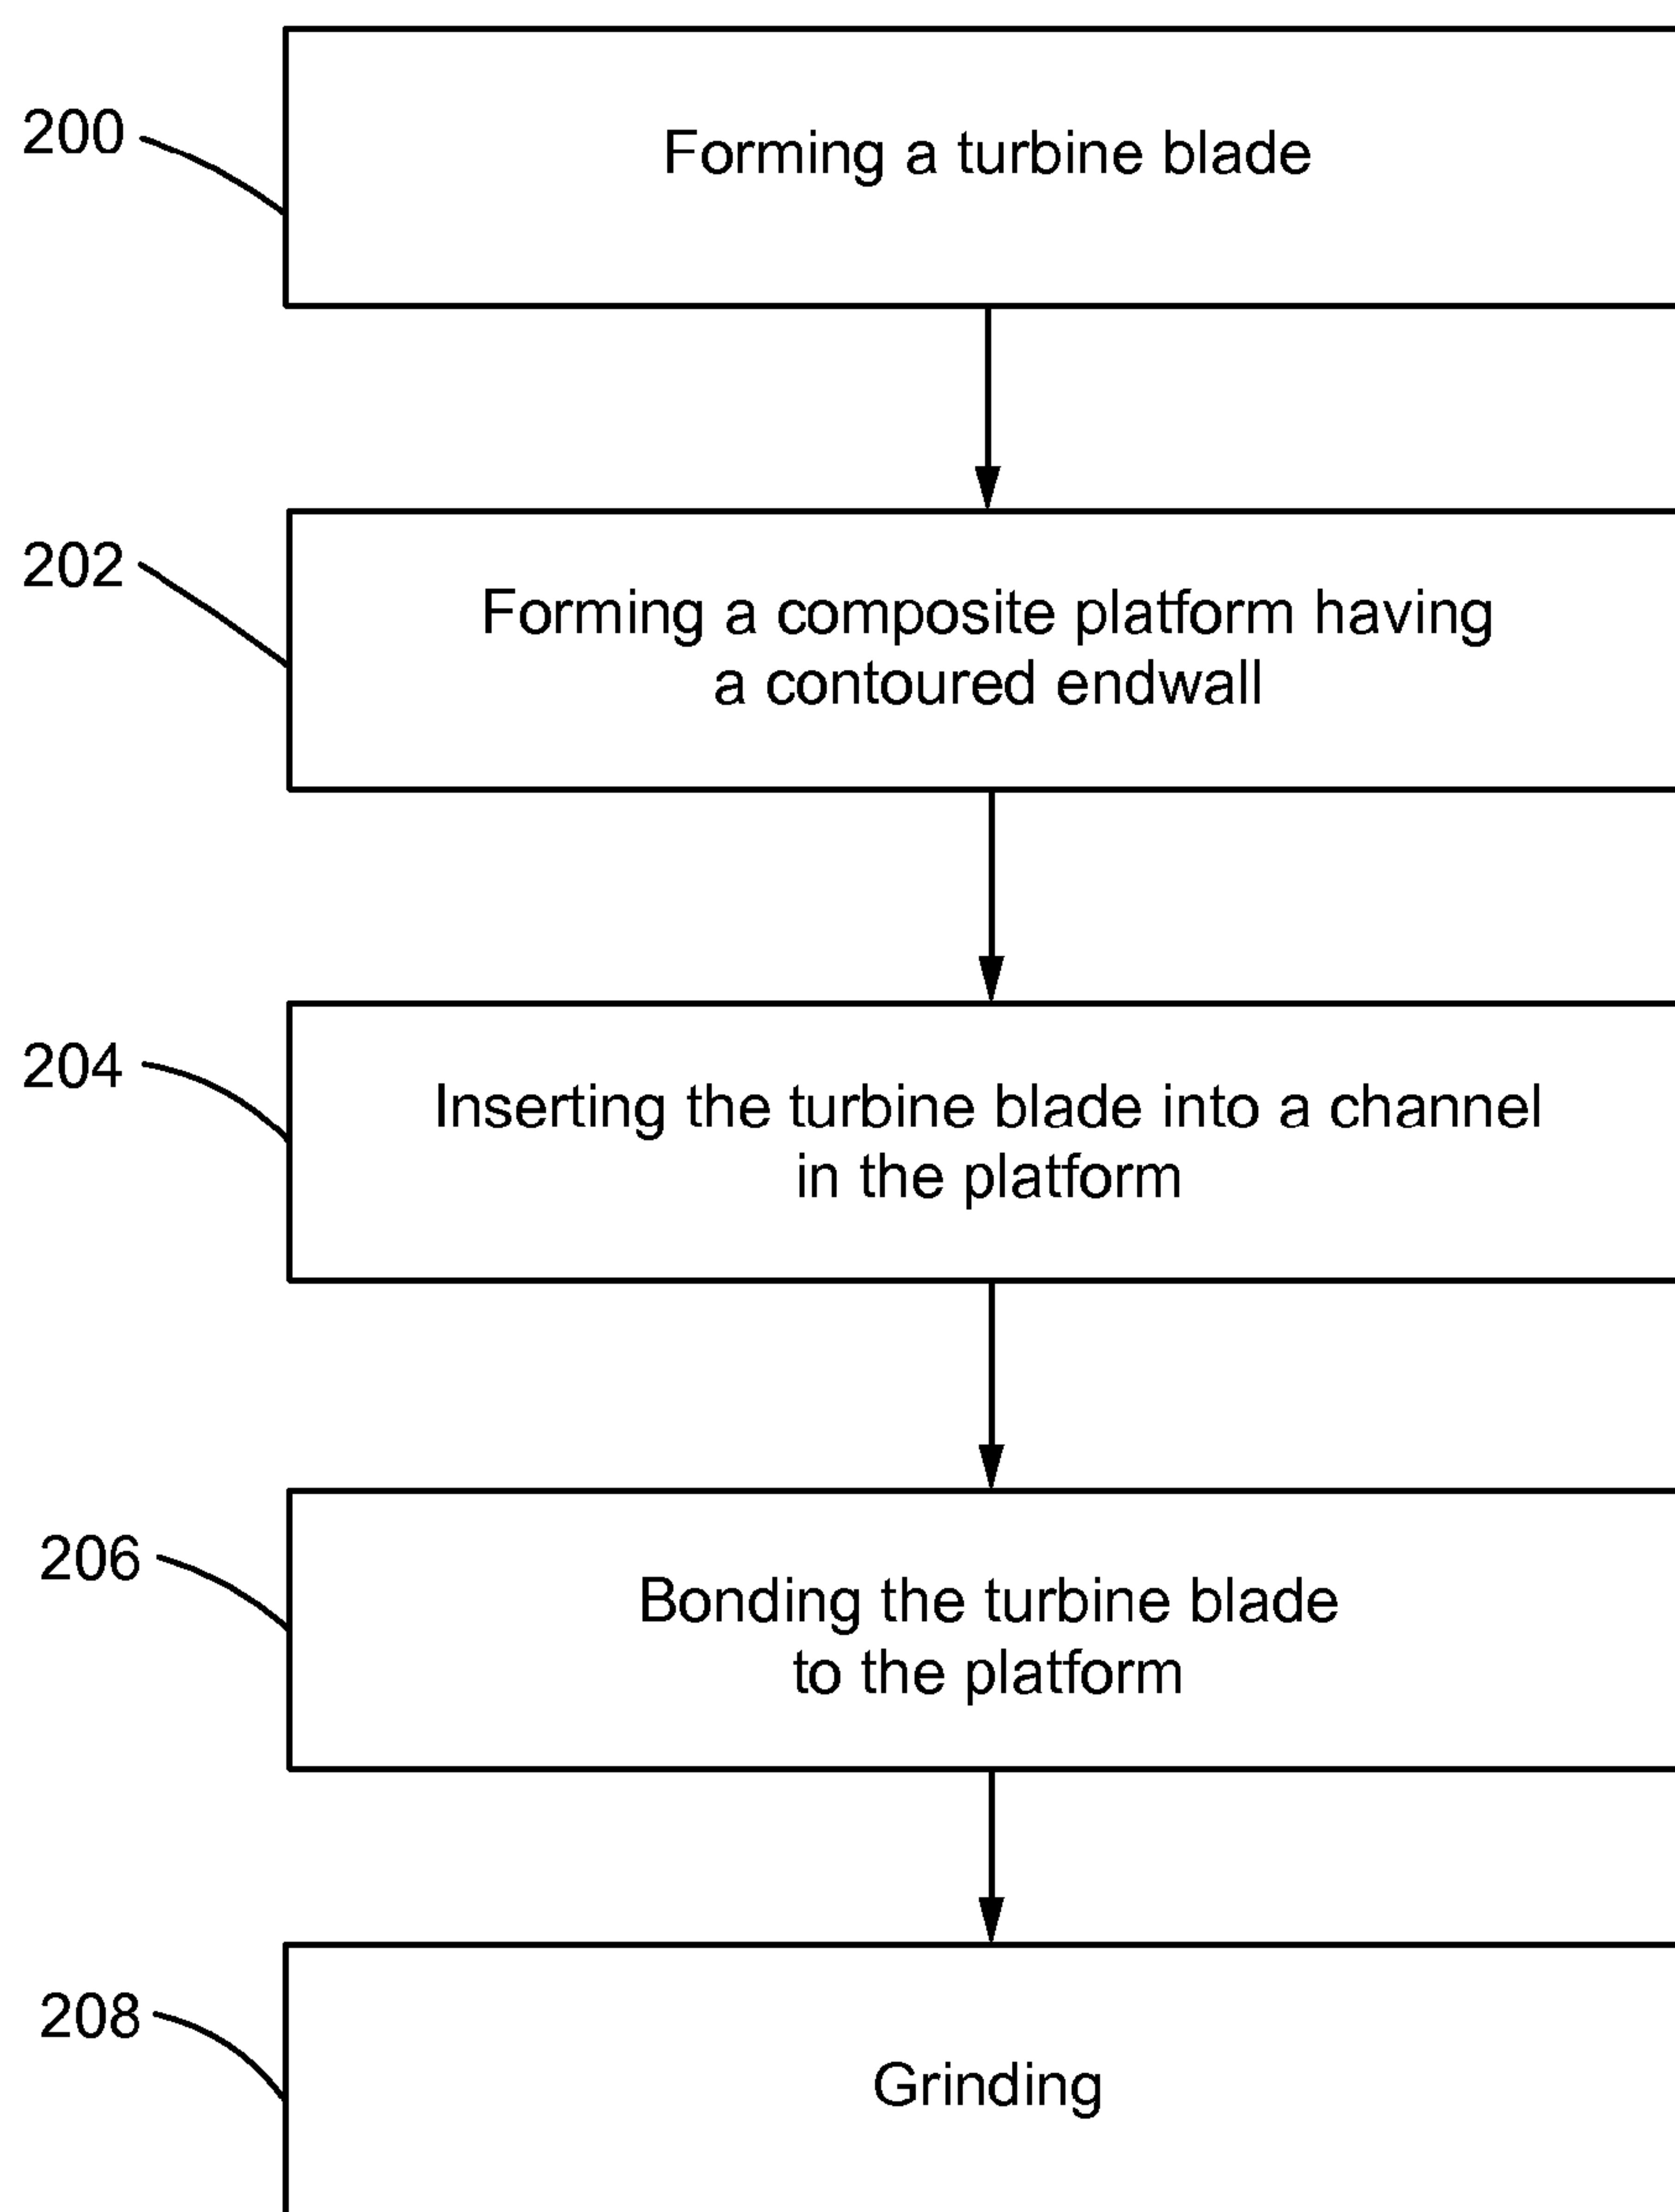 200
Forming a turbine blade
202
Forming a composite platform having
a contoured endwall
204
Inserting the turbine blade into a channel
in the platform
206
Bonding the turbine blade
to the platform
208
Grinding